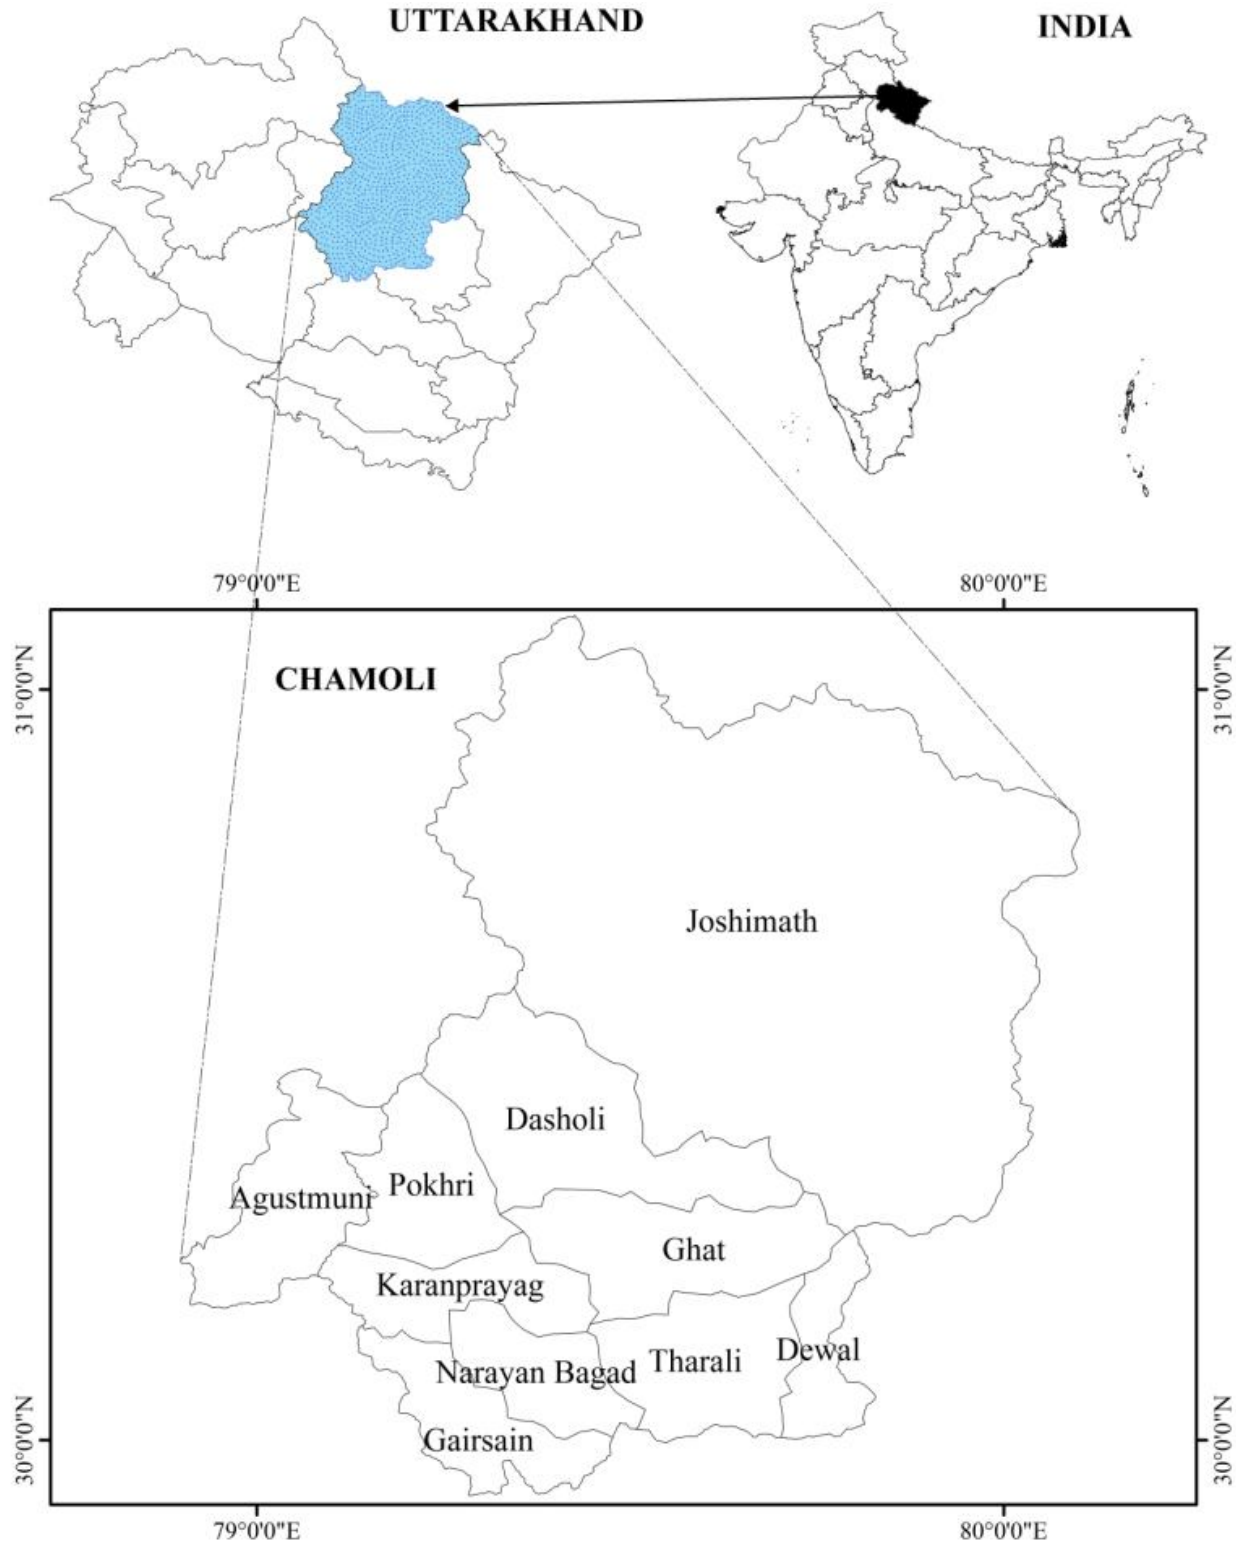 UTTARAKHAND
INDIA
79°0'0"E
80°0'0"E
31°0'0"N
CHAMOLI
31°0'0"N
Joshimath
Dasholi
Pokhri
Agustmuni
Ghat
Karanprayag
Dewal
Tharali
Narayan Bagad
Gairsain
30°0'0"N
30°0'0"N
79°0'0"E
80°0'0"E